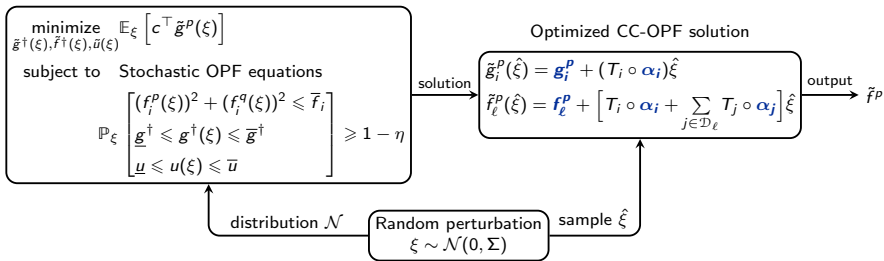 minimize 𝔼_ξ [c^⊤ g̃^p(ξ)]
g̃^†(ξ), f̃^†(ξ), ũ(ξ)
subject to Stochastic OPF equations
ℙ_ξ [ (f_i^p(ξ))^2 + (f_i^q(ξ))^2 ⩽ f̅_i
g̲^† ⩽ g^†(ξ) ⩽ g̅^†
u̲ ⩽ u(ξ) ⩽ u̅ ] ⩾ 1 − η
solution
Optimized CC-OPF solution
g̃_i^p(ξ̂) = g_i^p + (T_i ∘ α_i)ξ̂
f̃_ℓ^p(ξ̂) = f_ℓ^p + [T_i ∘ α_i + ∑_{j∈𝒟_ℓ} T_j ∘ α_j]ξ̂
output
f̃^p
distribution 𝒩
Random perturbation
ξ ∼ 𝒩(0, Σ)
sample ξ̂